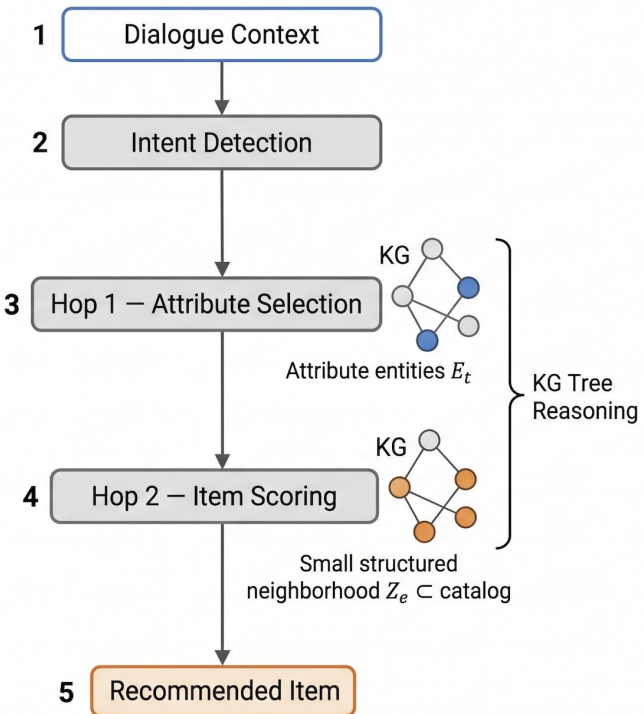 1 Dialogue Context
2 Intent Detection
KG
3 Hop 1 — Attribute Selection
Attribute entities E_t
KG Tree
Reasoning
KG
4 Hop 2 — Item Scoring
Small structured
neighborhood Z_e ⊂ catalog
5 Recommended Item